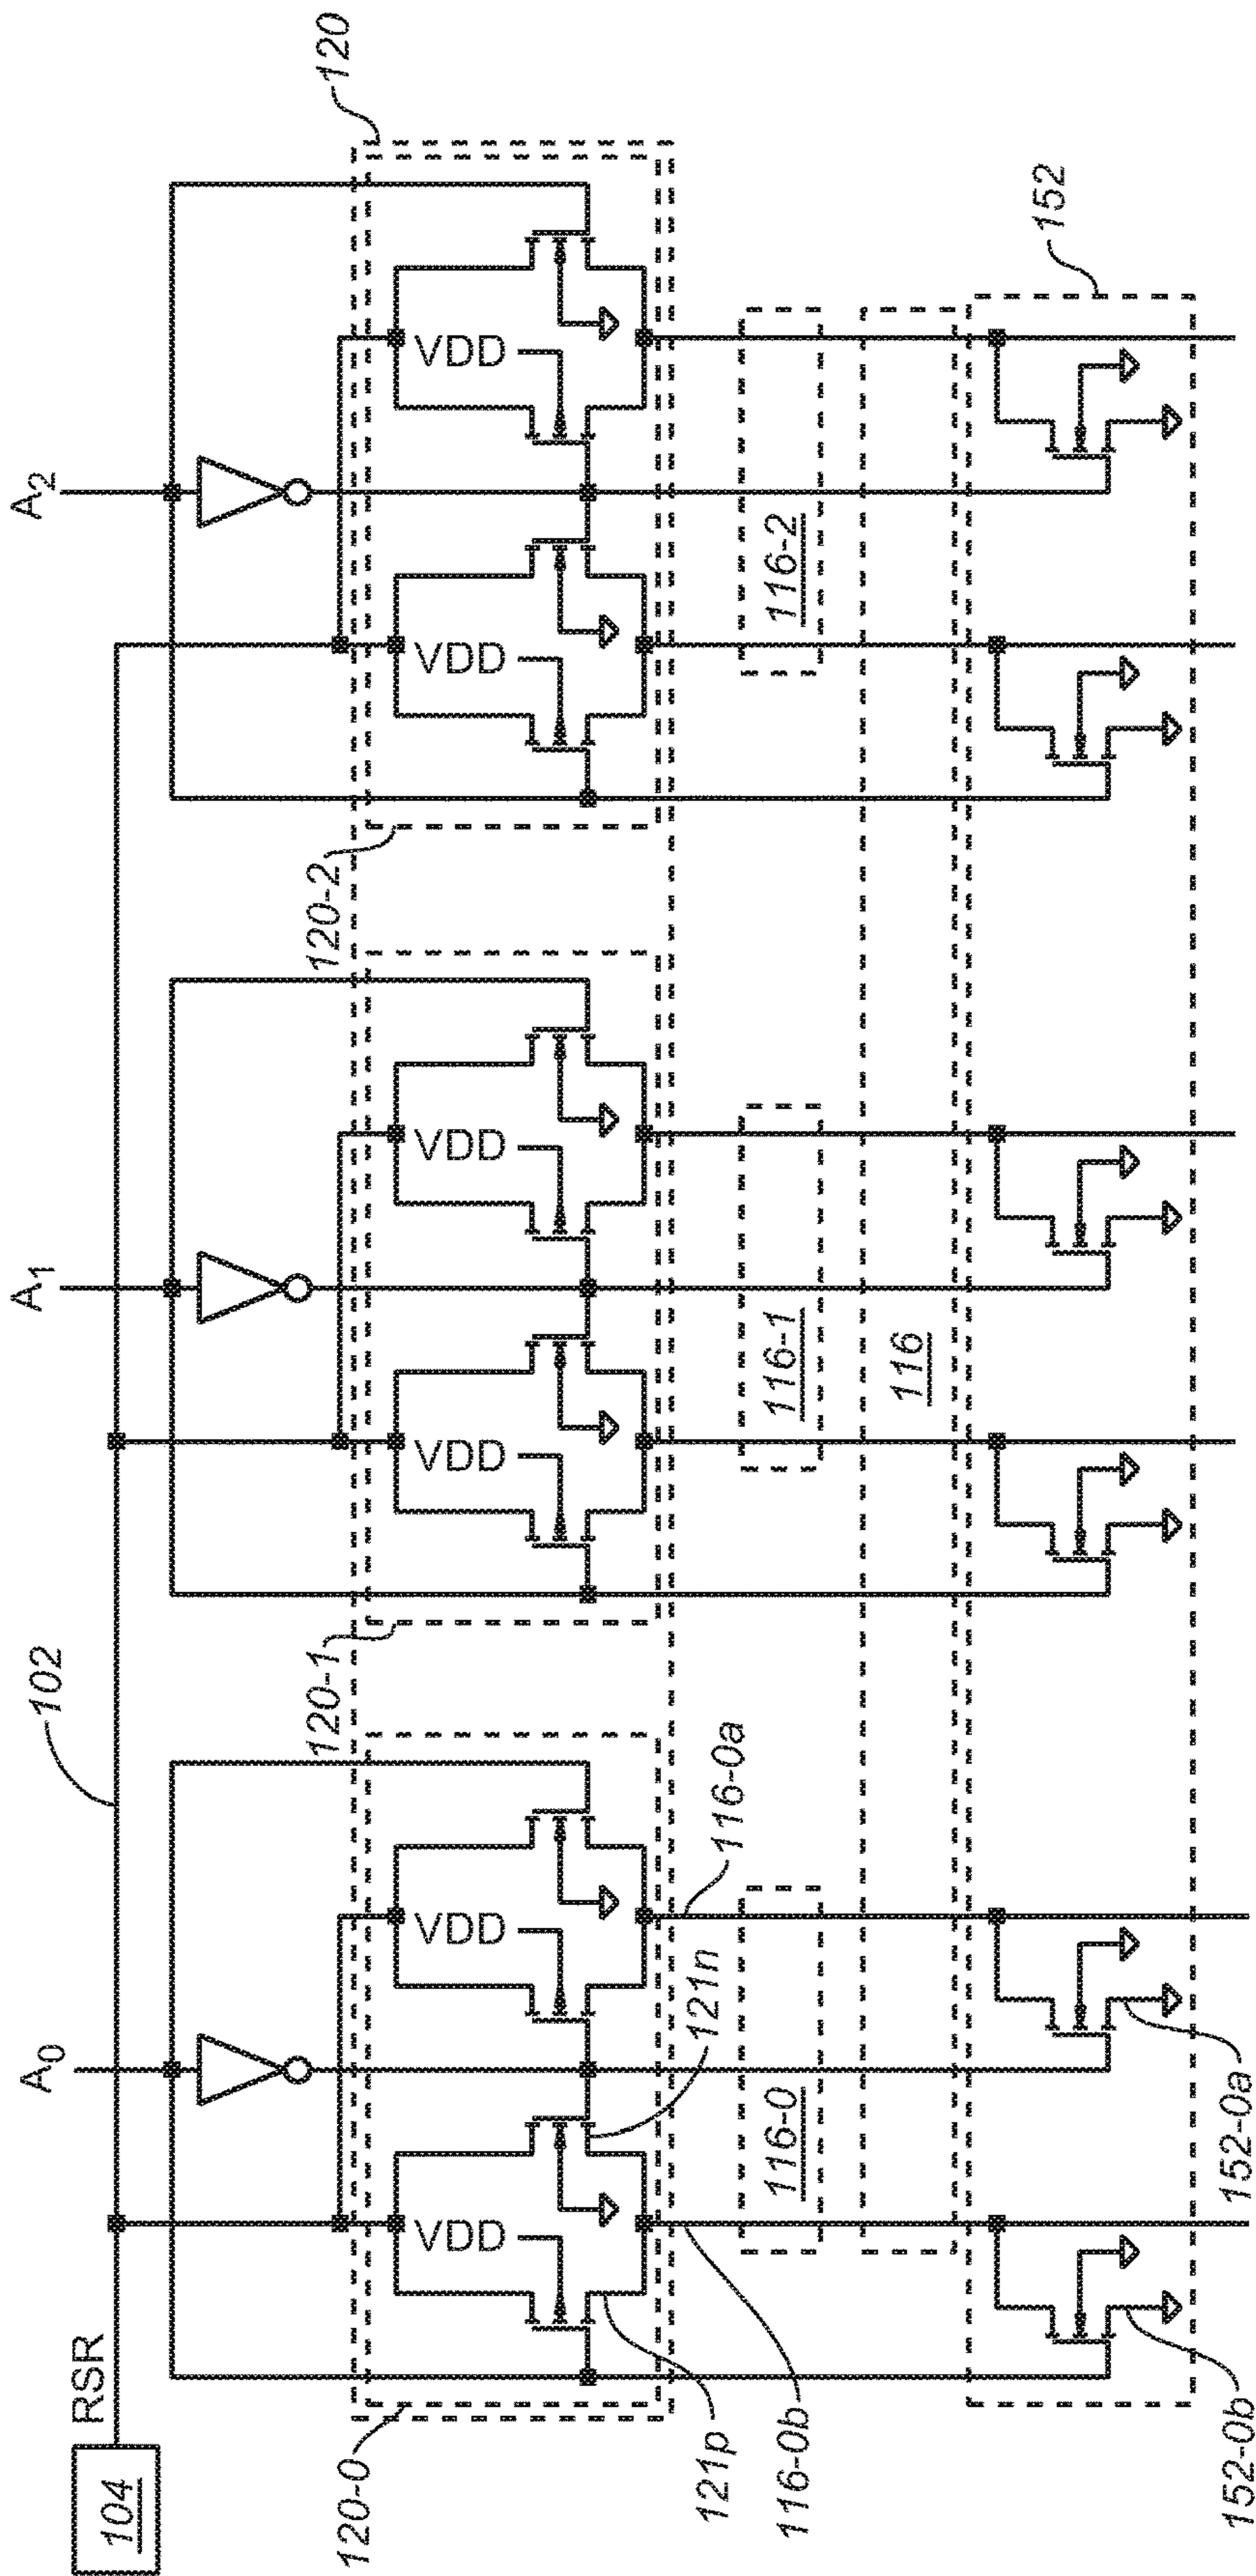 104
RSR
102
A0
A1
A2
120
120-0
120-1
120-2
VDD
VDD
VDD
VDD
VDD
VDD
121p
121n
116-0b
116-0a
116-0
116-1
116-2
116
152
152-0b
152-0a